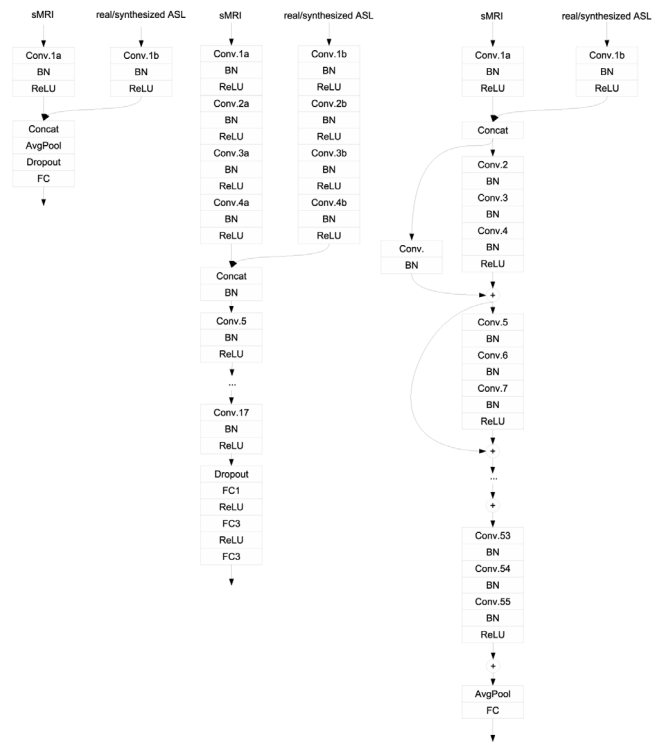 sMRI
real/synthesized ASL
Conv.1a
BN
ReLU
Conv.1b
BN
ReLU
Concat
AvgPool
Dropout
FC
sMRI
real/synthesized ASL
Conv.1a
BN
ReLU
Conv.2a
BN
ReLU
Conv.3a
BN
ReLU
Conv.4a
BN
ReLU
Conv.1b
BN
ReLU
Conv.2b
BN
ReLU
Conv.3b
BN
ReLU
Conv.4b
BN
ReLU
Concat
BN
Conv.5
BN
ReLU
...
Conv.17
BN
ReLU
Dropout
FC1
ReLU
FC3
ReLU
FC3
sMRI
real/synthesized ASL
Conv.1a
BN
ReLU
Conv.1b
BN
ReLU
Concat
Conv.2
BN
Conv.3
BN
Conv.4
BN
ReLU
Conv.
BN
+
Conv.5
BN
Conv.6
BN
Conv.7
BN
ReLU
+
...
+
Conv.53
BN
Conv.54
BN
Conv.55
BN
ReLU
+
AvgPool
FC